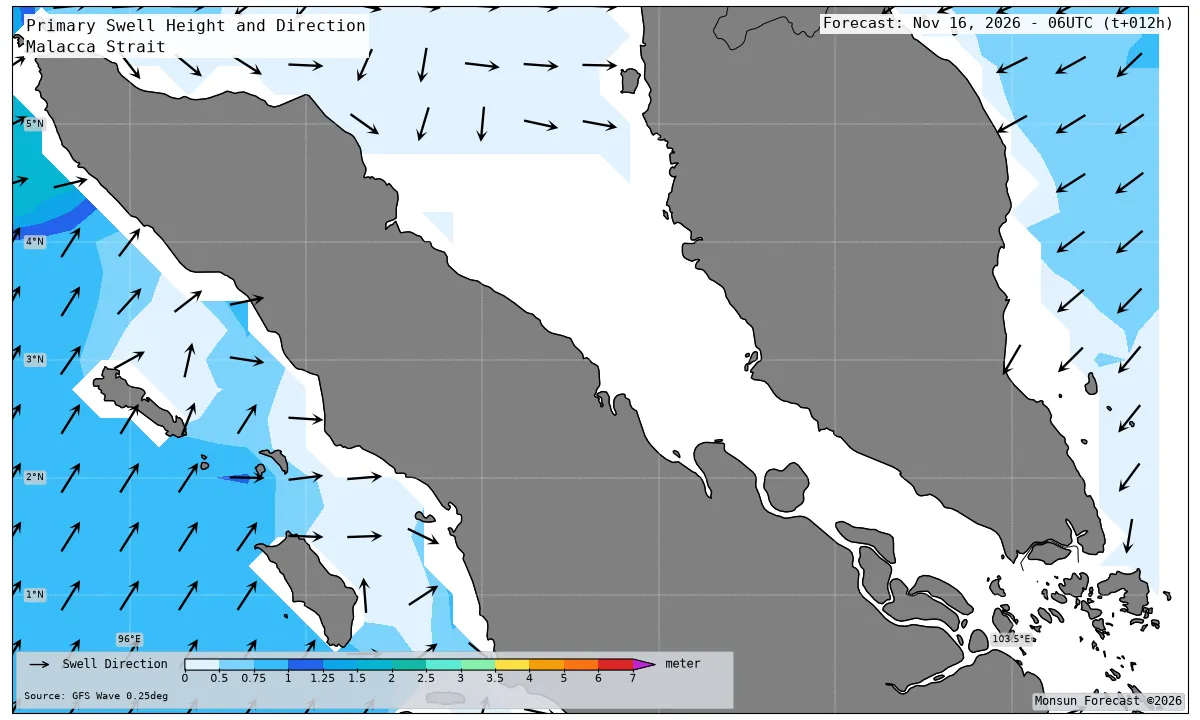 Primary Swell Height and Direction
Malacca Strait
Forecast: Nov 16, 2026 - 06UTC (t+012h)
5°N
4°N
3°N
2°N
1°N
96°E
103.5°E
Swell Direction
meter
0 0.5 0.75 1 1.25 1.5 2 2.5 3 3.5 4 5 6 7
Source: GFS Wave 0.25deg
Monsun Forecast ©2026